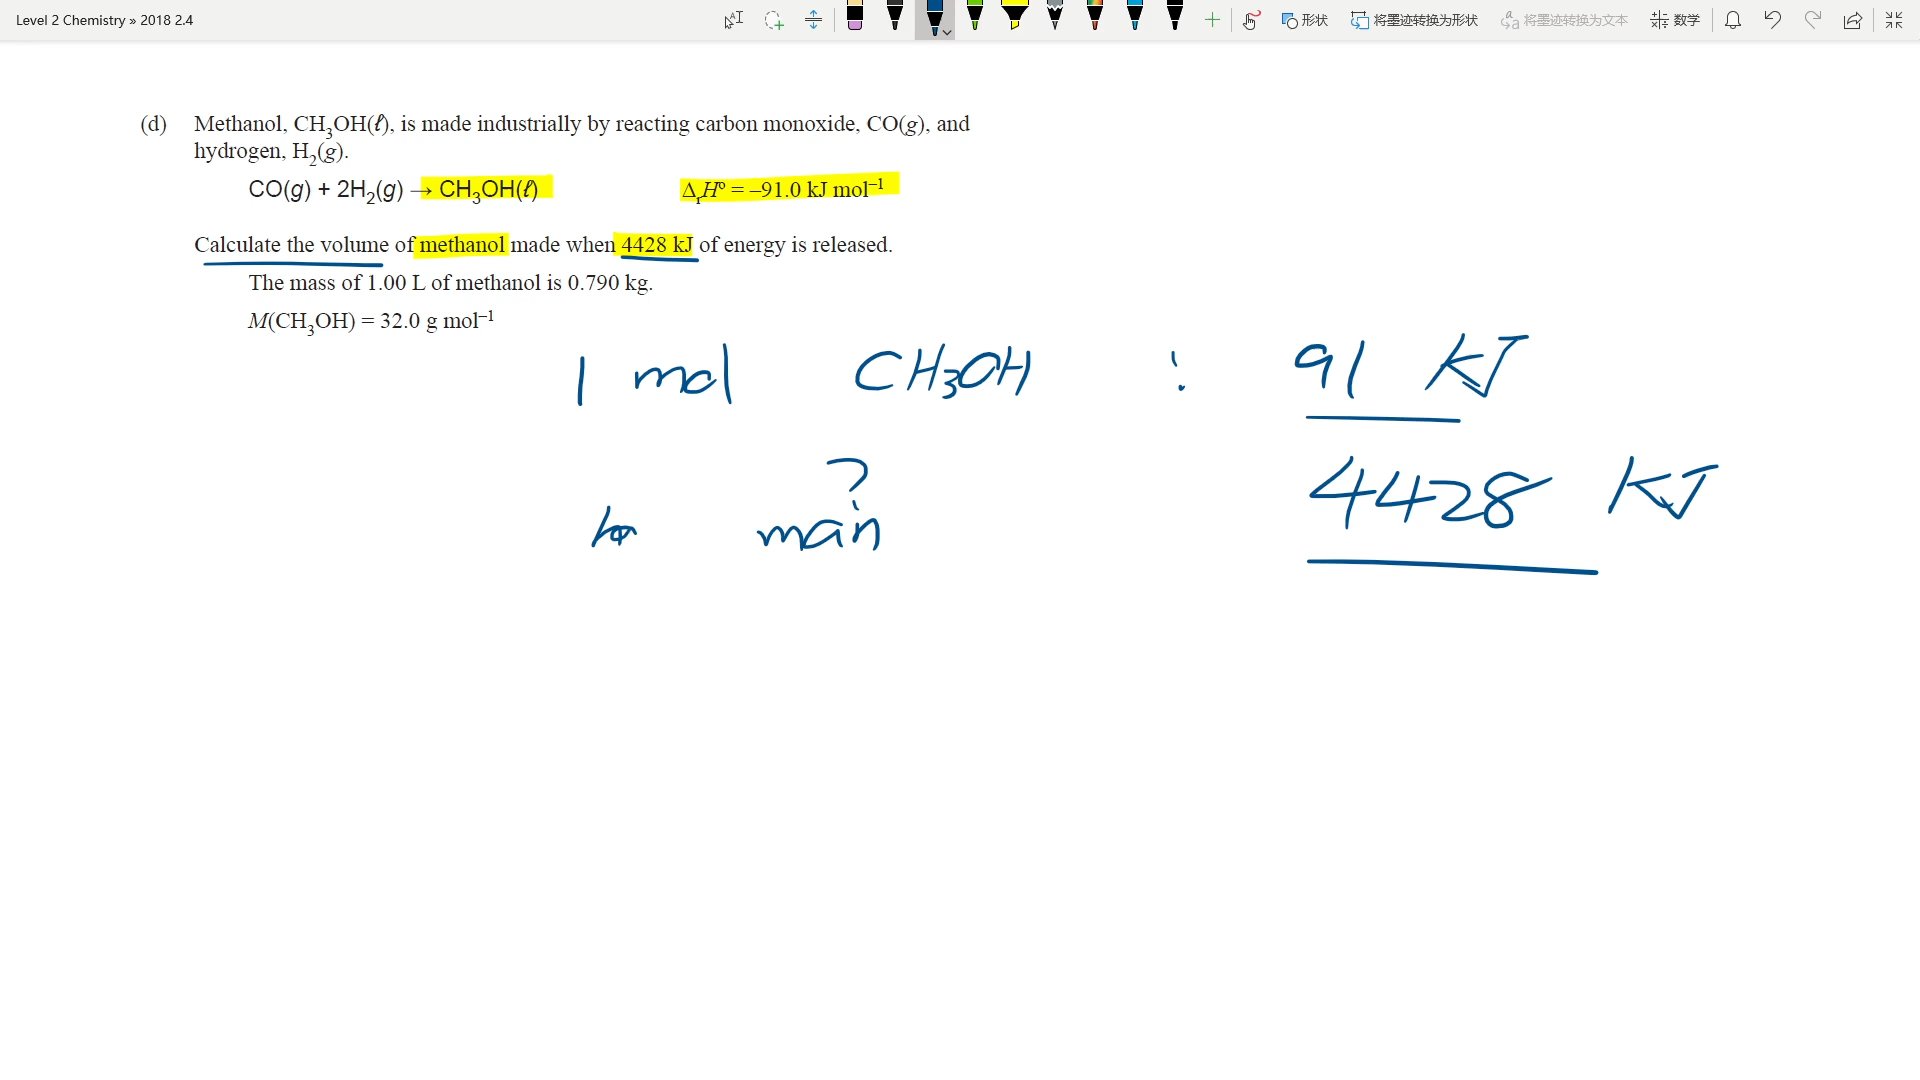 Level 2 Chemistry » 2018 2.4
形状 将墨迹转换为形状 将墨迹转换为文本 数学
(d) Methanol, CH₃OH(ℓ), is made industrially by reacting carbon monoxide, CO(g), and
hydrogen, H₂(g).
CO(g) + 2H₂(g) → CH₃OH(ℓ) ΔᵣH° = –91.0 kJ mol⁻¹
Calculate the volume of methanol made when 4428 kJ of energy is released.
The mass of 1.00 L of methanol is 0.790 kg.
M(CH₃OH) = 32.0 g mol⁻¹
1 mol CH3OH : 91 KJ
? 4428 KJ